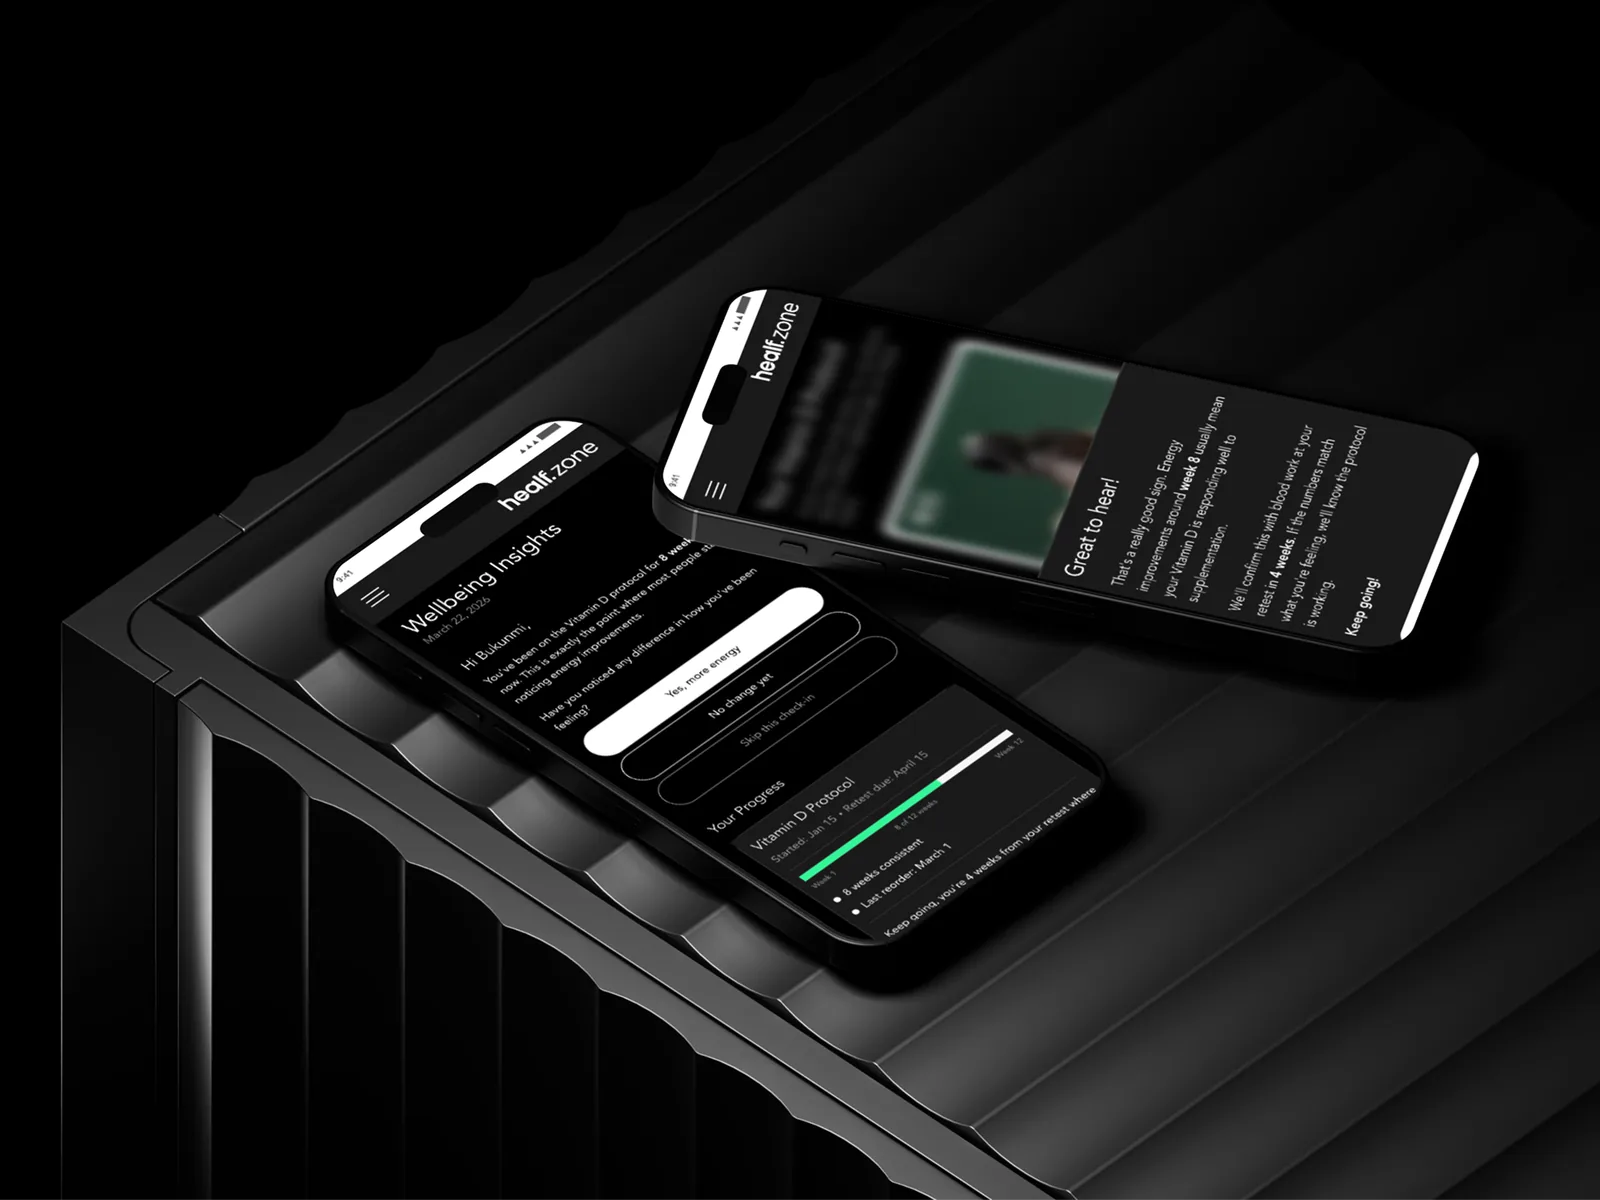 9:41
healf.zone
Wellbeing Insights
March 22, 2026
Hi Bukunmi,
You've been on the Vitamin D protocol for 8 week
now. This is exactly the point where most people sta
noticing energy improvements.
Have you noticed any difference in how you've been
feeling?
Yes, more energy
No change yet
Skip this check-in
Your Progress
Vitamin D Protocol
Started: Jan 15 • Retest due: April 15
Week 1
8 of 12 weeks
Week 12
8 weeks consistent
Last reorder: March 1
Keep going, you're 4 weeks from your retest where
9:41
healf.zone
Great to hear!
That's a really good sign. Energy
improvements around week 8 usually mean
your Vitamin D is responding well to
supplementation.
We'll confirm this with blood work at your
retest in 4 weeks. If the numbers match
what you're feeling, we'll know the protocol
is working.
Keep going!